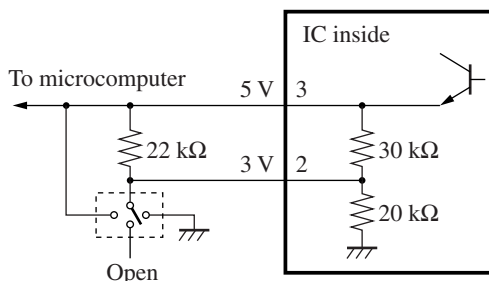 IC inside
To microcomputer
5 V 3
22 kΩ
30 kΩ
3 V 2
20 kΩ
Open